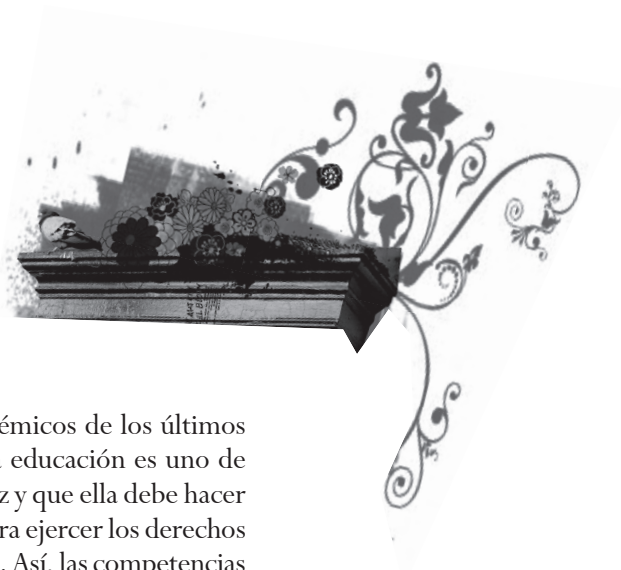 émicos de los últimos
educación es uno de
z y que ella debe hacer
ra ejercer los derechos
. Así, las competencias